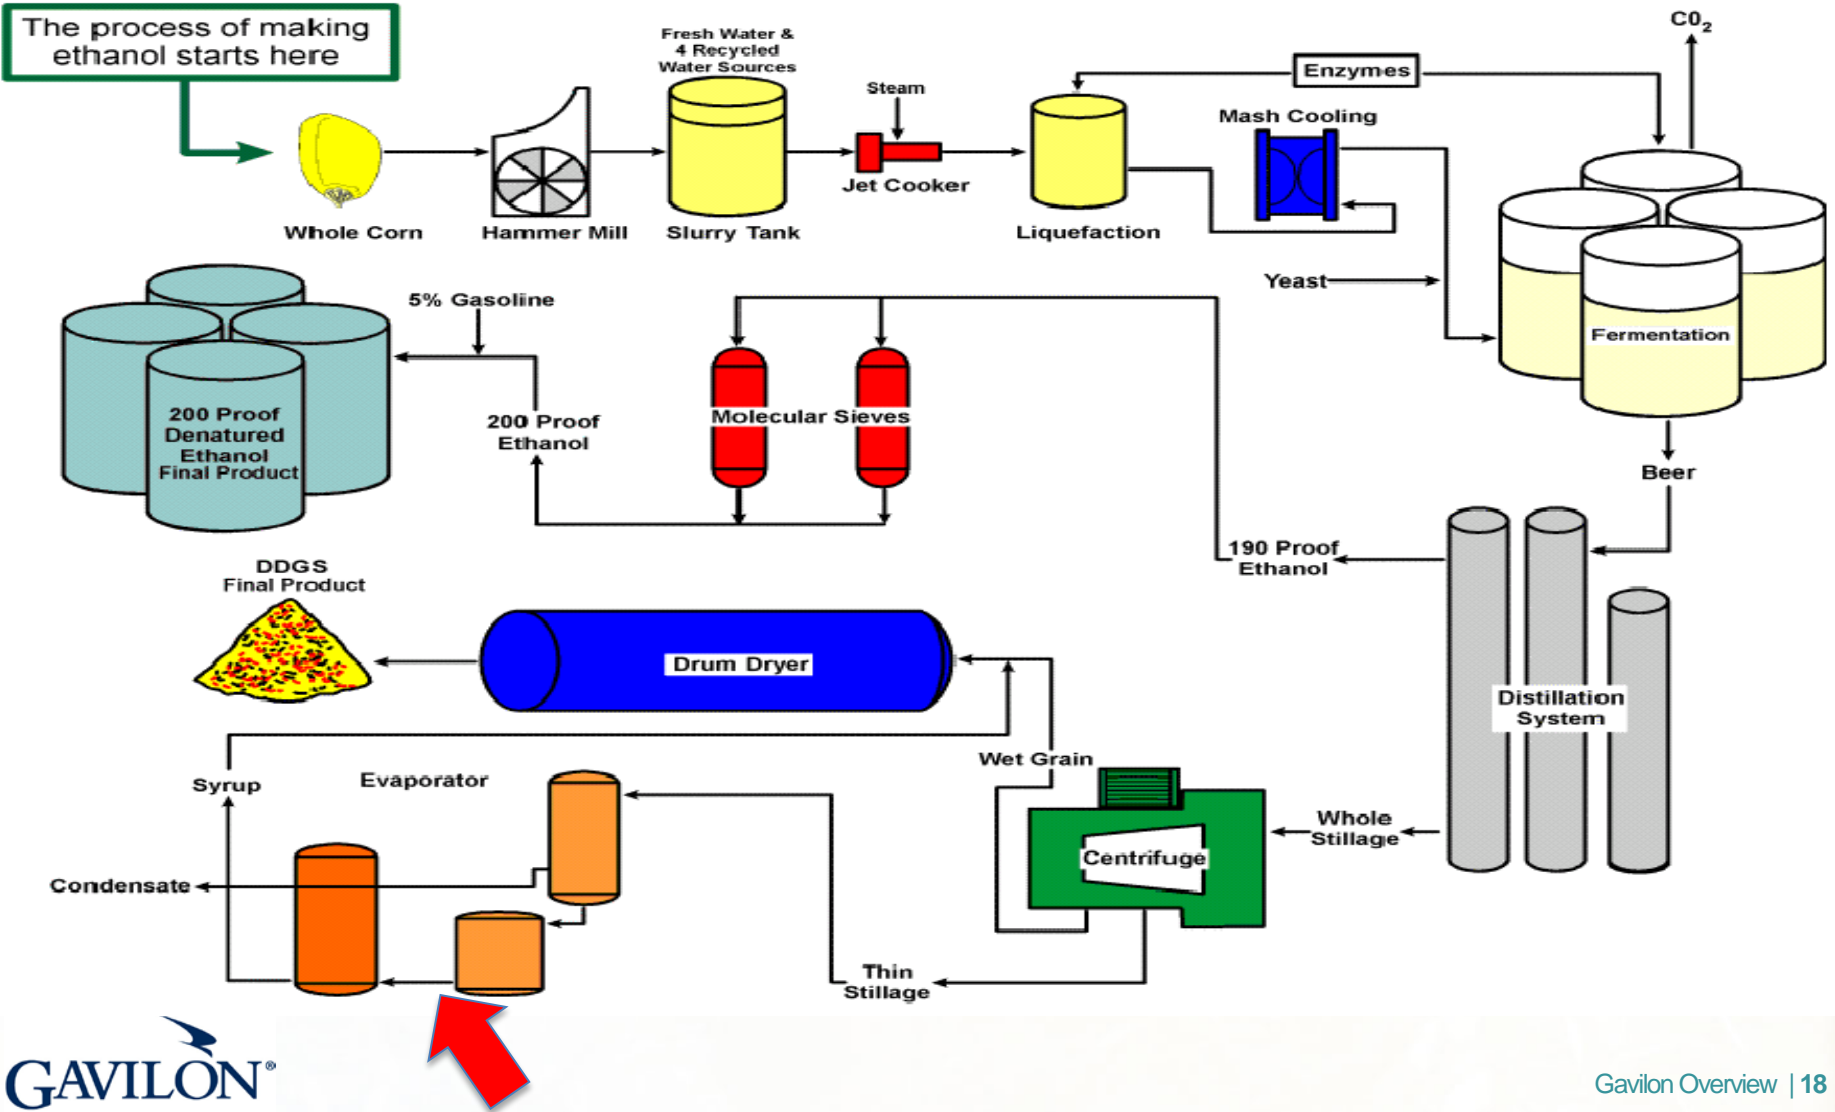 The process of making
ethanol starts here
Whole Corn
Hammer Mill
Fresh Water &
4 Recycled
Water Sources
Slurry Tank
Steam
Jet Cooker
Liquefaction
Enzymes
Mash Cooling
C0₂
Yeast
Fermentation
Beer
Distillation
System
190 Proof
Ethanol
Molecular Sieves
200 Proof
Ethanol
5% Gasoline
200 Proof
Denatured
Ethanol
Final Product
Whole
Stillage
Centrifuge
Wet Grain
Thin
Stillage
Evaporator
Condensate
Syrup
Drum Dryer
DDGS
Final Product
GAVILON®
Gavilon Overview | 18